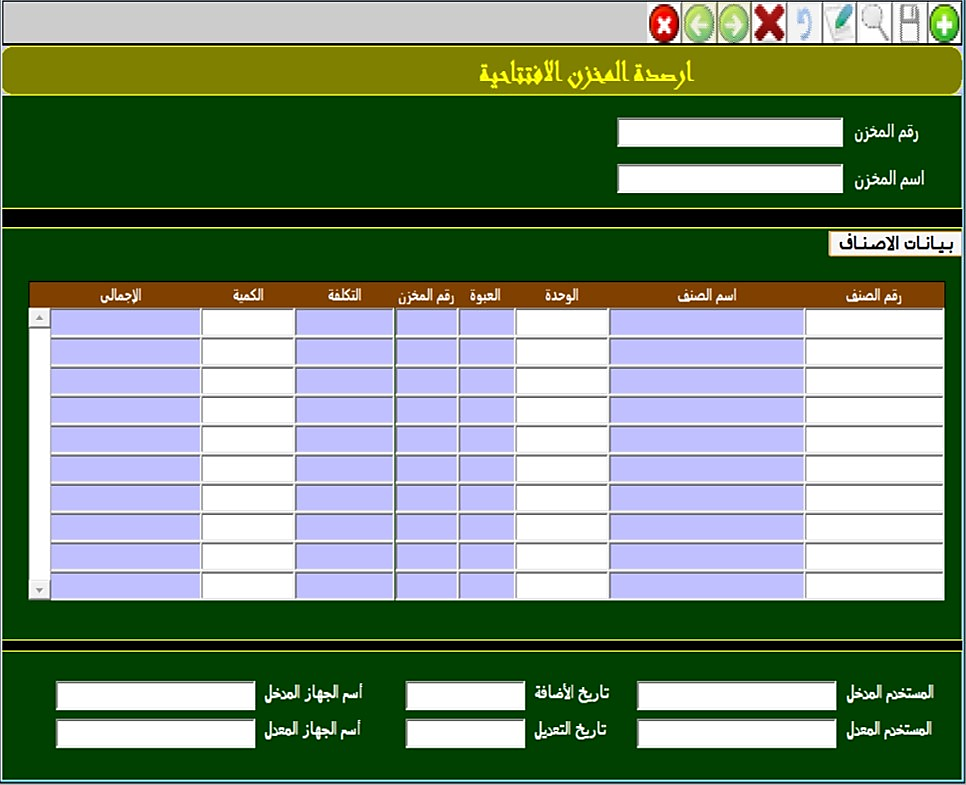 ارصدة المخزن الافتتاحية
رقم المخزن
اسم المخزن
بيانات الاصناف
رقم الصنف اسم الصنف الوحدة العبوة رقم المخزن التكلفة الكمية الإجمالى
المستخدم المدخل تاريخ الأضافة أسم الجهاز المدخل
المستخدم المعدل تاريخ التعديل أسم الجهاز المعدل